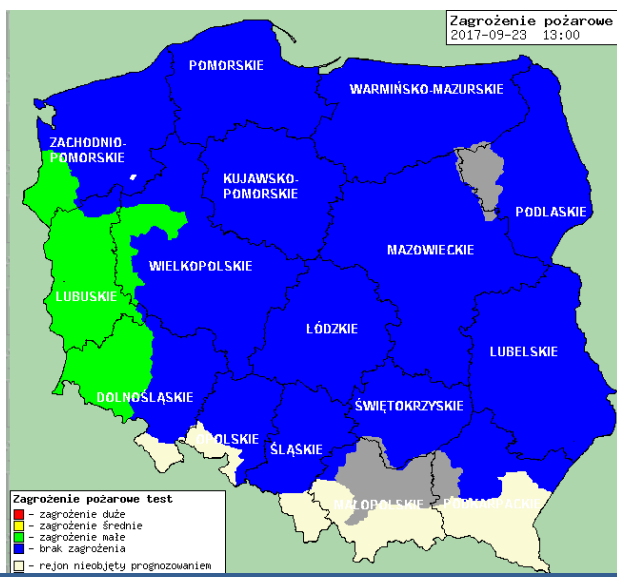 Zagrożenie pożarowe
2017-09-23 13:00
POMORSKIE
WARMIŃSKO-MAZURSKIE
ZACHODNIO-
POMORSKIE
KUJAWSKO-
POMORSKIE
PODLASKIE
MAZOWIECKIE
WIELKOPOLSKIE
LUBUSKIE
ŁÓDZKIE
LUBELSKIE
DOLNOŚLĄSKIE
ŚWIĘTOKRZYSKIE
OPOLSKIE
ŚLĄSKIE
MAŁOPOLSKIE
PODKARPACKIE
Zagrożenie pożarowe test
- zagrożenie duże
- zagrożenie średnie
- zagrożenie małe
- brak zagrożenia
- rejon nieobjęty prognozowaniem